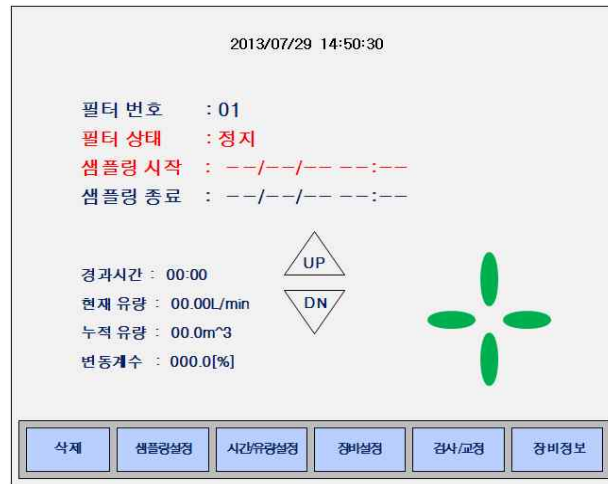 2013/07/29 14:50:30
필터 번호 : 01
필터 상태 : 정지
샘플링 시작 : --/--/-- --:--
샘플링 종료 : --/--/-- --:--
UP
DN
경과시간 : 00:00
현재 유량 : 00.00L/min
누적 유량 : 00.0m^3
변동계수 : 000.0[%]
삭제 샘플링설정 시간/유량설정 장비설정 검사/교정 장비정보